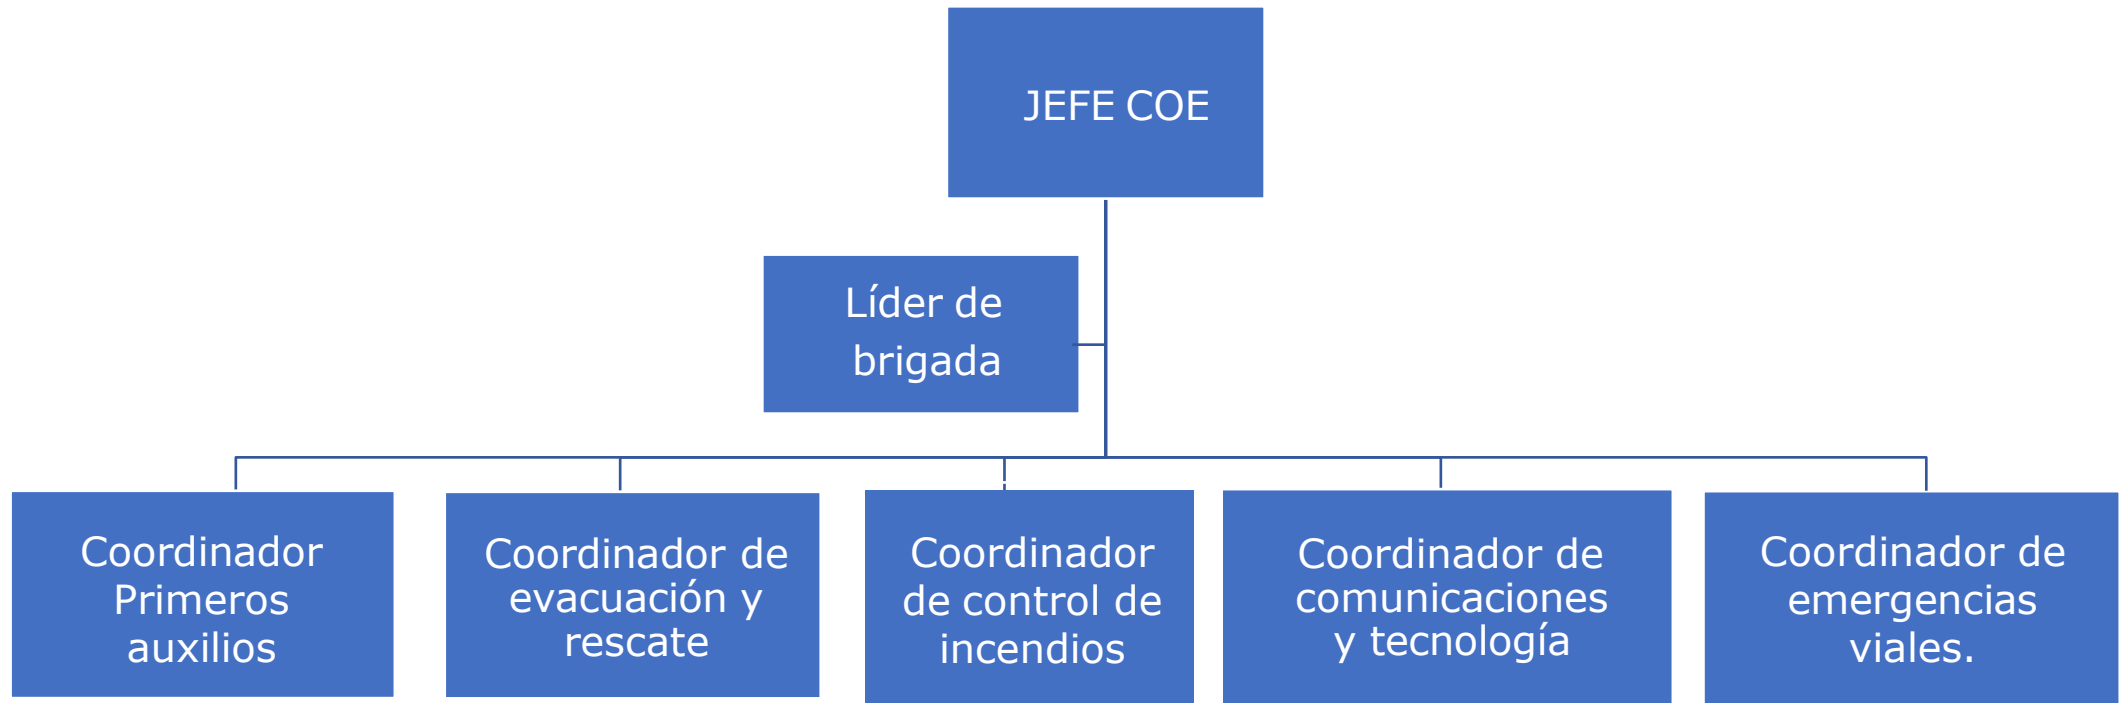 JEFE COE
Líder de
brigada
Coordinador
Primeros
auxilios
Coordinador de
evacuación y
rescate
Coordinador
de control de
incendios
Coordinador de
comunicaciones
y tecnología
Coordinador de
emergencias
viales.